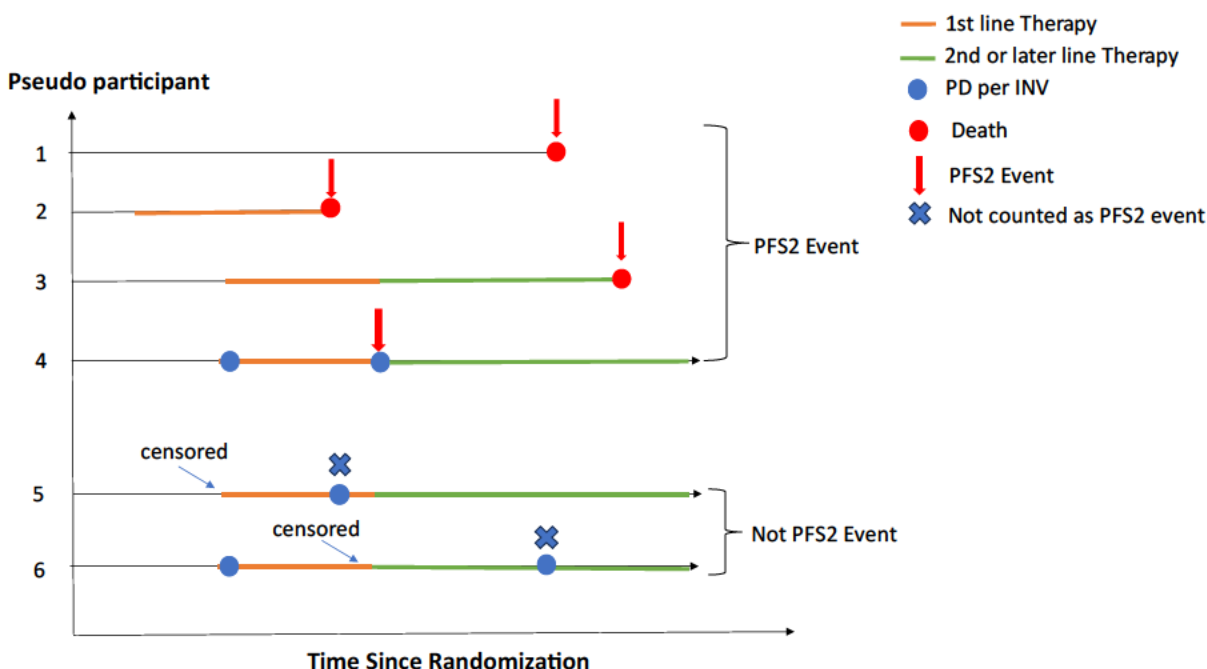 1st line Therapy
2nd or later line Therapy
PD per INV
Death
PFS2 Event
Not counted as PFS2 event
Pseudo participant
1
2
3
4
PFS2 Event
censored
5
censored
Not PFS2 Event
6
Time Since Randomization